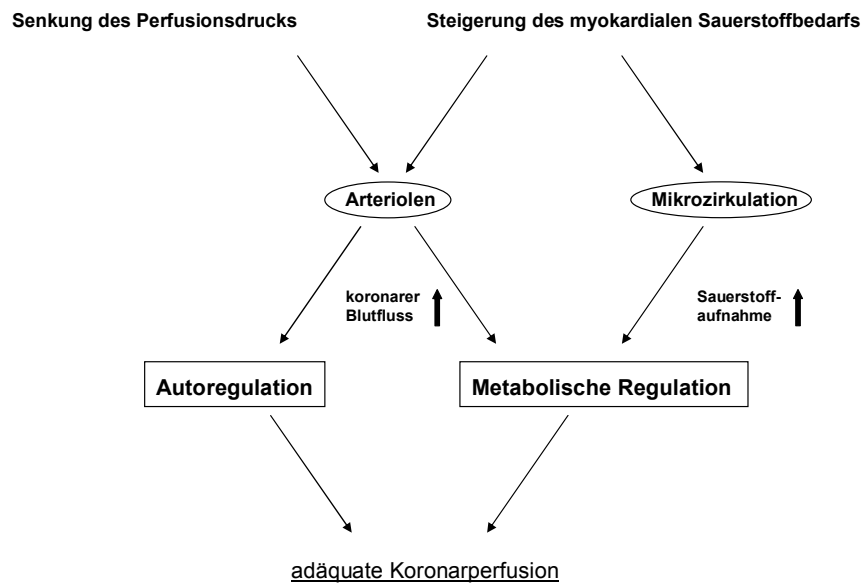 Senkung des Perfusionsdrucks
Steigerung des myokardialen Sauerstoffbedarfs
Arteriolen
Mikrozirkulation
koronarer
Blutfluss
Sauerstoff-
aufnahme
Autoregulation
Metabolische Regulation
adäquate Koronarperfusion